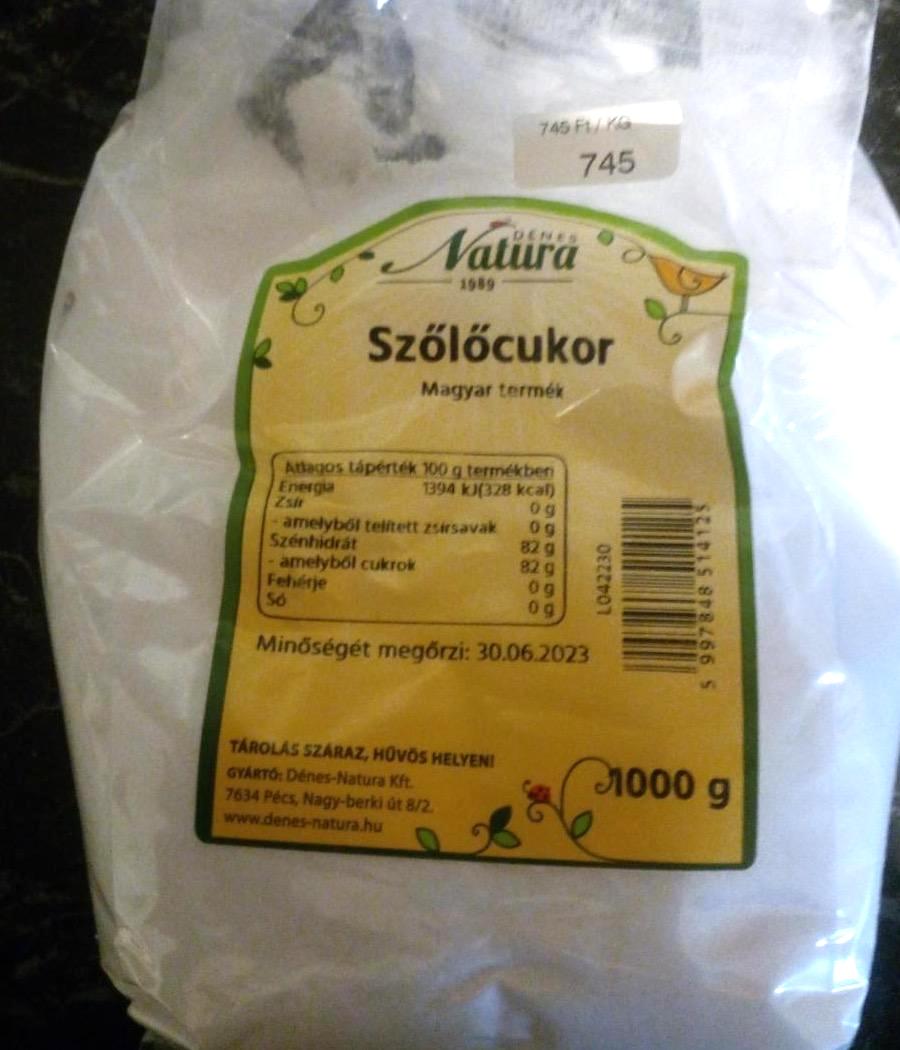 745 Ft / KG
745
DÉNES
Natura
1989
Szőlőcukor
Magyar termék
Átlagos tápérték 100 g termékben
Energia 1394 kJ(328 kcal)
Zsír 0 g
- amelyből telített zsírsavak 0 g
Szénhidrát 82 g
- amelyből cukrok 82 g
Fehérje 0 g
Só 0 g
L042230
5 997848 514125
Minőségét megőrzi: 30.06.2023
TÁROLÁS SZÁRAZ, HŰVÖS HELYEN!
GYÁRTÓ: Dénes-Natura Kft.
7634 Pécs, Nagy-berki út 8/2.
www.denes-natura.hu
1000 g